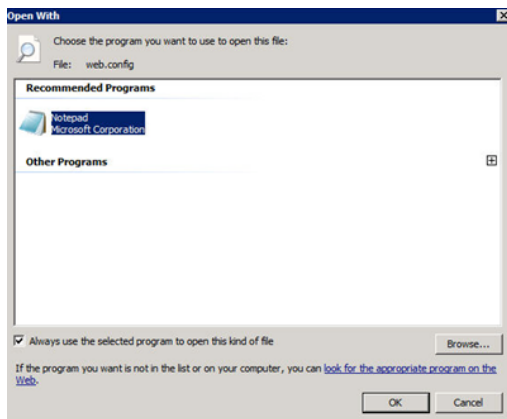 Open With
Choose the program you want to use to open this file:
File: web.config
Recommended Programs
Notepad
Microsoft Corporation
Other Programs
Always use the selected program to open this kind of file
Browse...
If the program you want is not in the list or on your computer, you can look for the appropriate program on the
Web.
OK Cancel